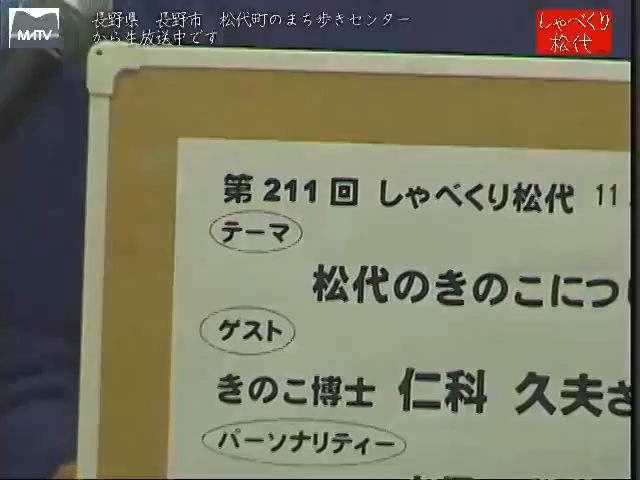 MMTV
長野県　長野市　松代町のまち歩きセンター
から生放送中です
しゃべくり
松代
第 211 回 しゃべくり松代 11
テーマ
松代のきのこについ
ゲスト
きのこ博士 仁科 久夫さ
パーソナリティー